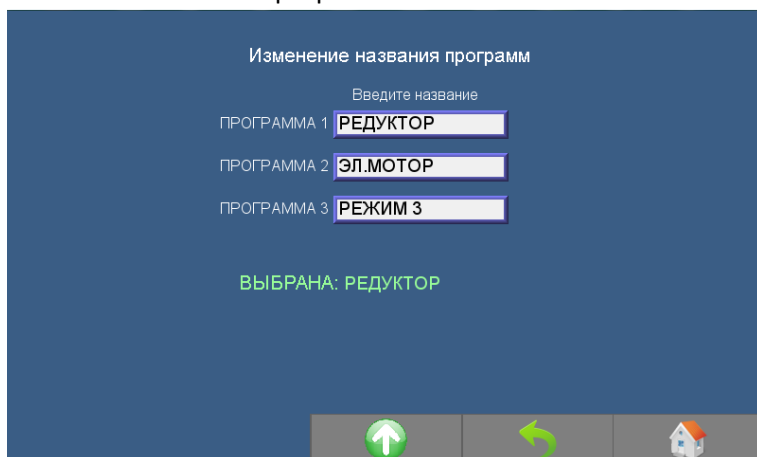 Изменение названия программ
Введите название
ПРОГРАММА 1 РЕДУКТОР
ПРОГРАММА 2 ЭЛ.МОТОР
ПРОГРАММА 3 РЕЖИМ 3
ВЫБРАНА: РЕДУКТОР